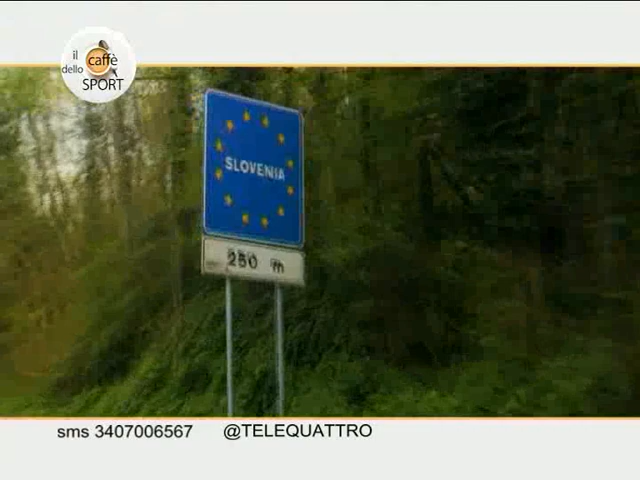 il
caffè
dello
SPORT
SLOVENIA
250 m
sms 3407006567 @TELEQUATTRO